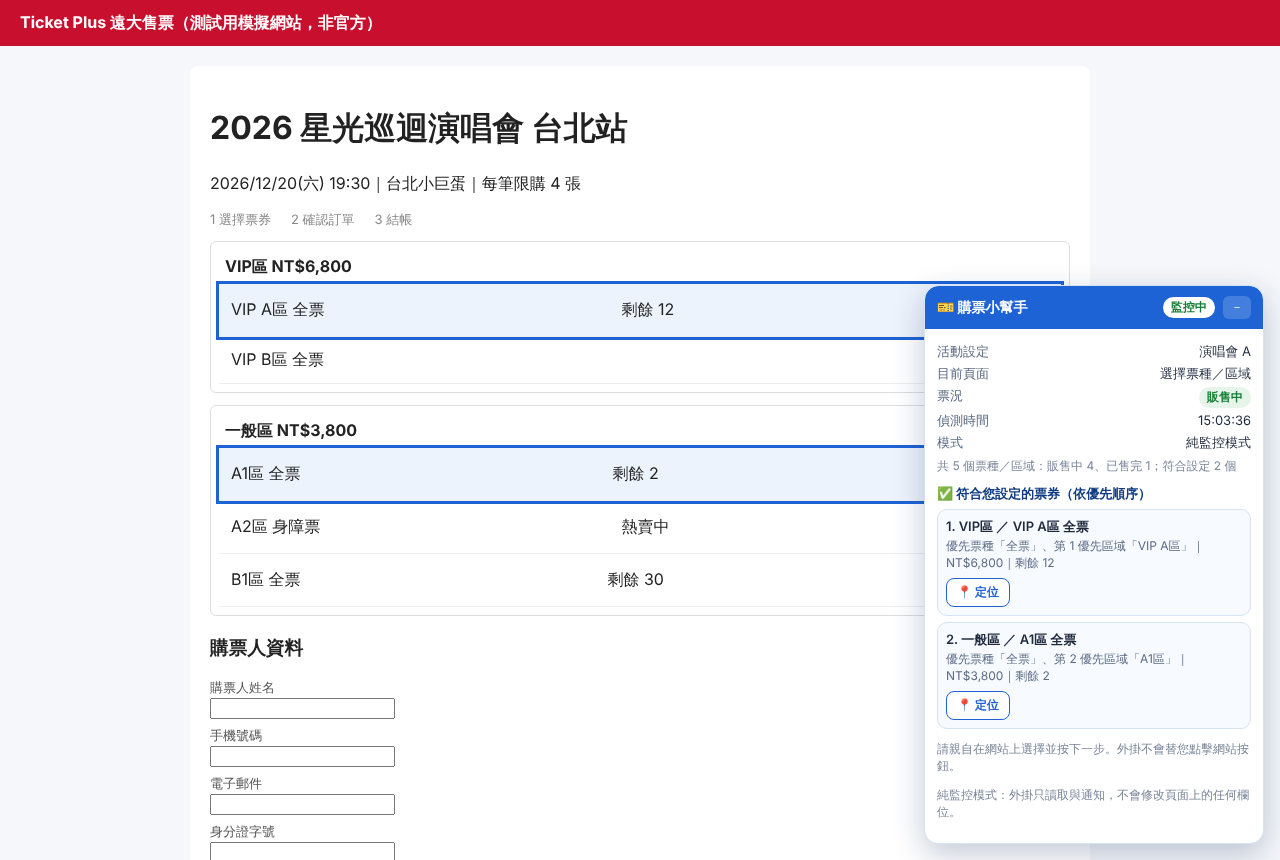 Ticket Plus 遠大售票（測試用模擬網站，非官方）
2026 星光巡迴演唱會 台北站
2026/12/20(六) 19:30｜台北小巨蛋｜每筆限購 4 張
1 選擇票券 2 確認訂單 3 結帳
VIP區 NT$6,800
VIP A區 全票 剩餘 12
VIP B區 全票
一般區 NT$3,800
A1區 全票 剩餘 2
A2區 身障票 熱賣中
B1區 全票 剩餘 30
購票人資料
購票人姓名
手機號碼
電子郵件
身分證字號
🎫 購票小幫手 監控中 −
活動設定 演唱會 A
目前頁面 選擇票種／區域
票況 販售中
偵測時間 15:03:36
模式 純監控模式
共 5 個票種／區域：販售中 4、已售完 1；符合設定 2 個
✅ 符合您設定的票券（依優先順序）
1. VIP區 ／ VIP A區 全票
優先票種「全票」、第 1 優先區域「VIP A區」｜
NT$6,800｜剩餘 12
📍 定位
2. 一般區 ／ A1區 全票
優先票種「全票」、第 2 優先區域「A1區」｜
NT$3,800｜剩餘 2
📍 定位
請親自在網站上選擇並按下一步。外掛不會替您點擊網站按
鈕。
純監控模式：外掛只讀取與通知，不會修改頁面上的任何欄
位。